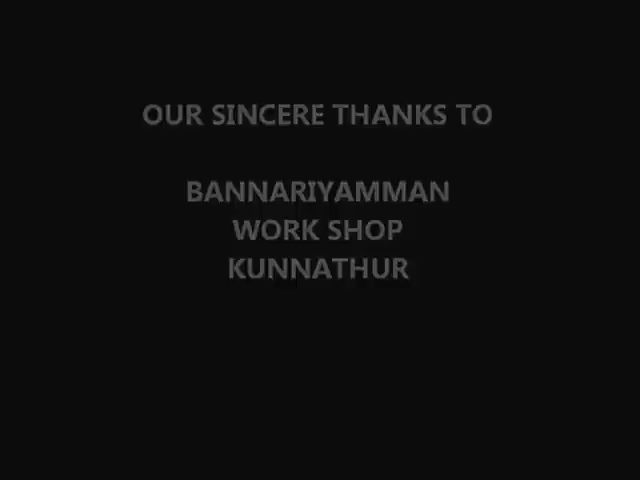 OUR SINCERE THANKS TO
BANNARIYAMMAN
WORK SHOP
KUNNATHUR